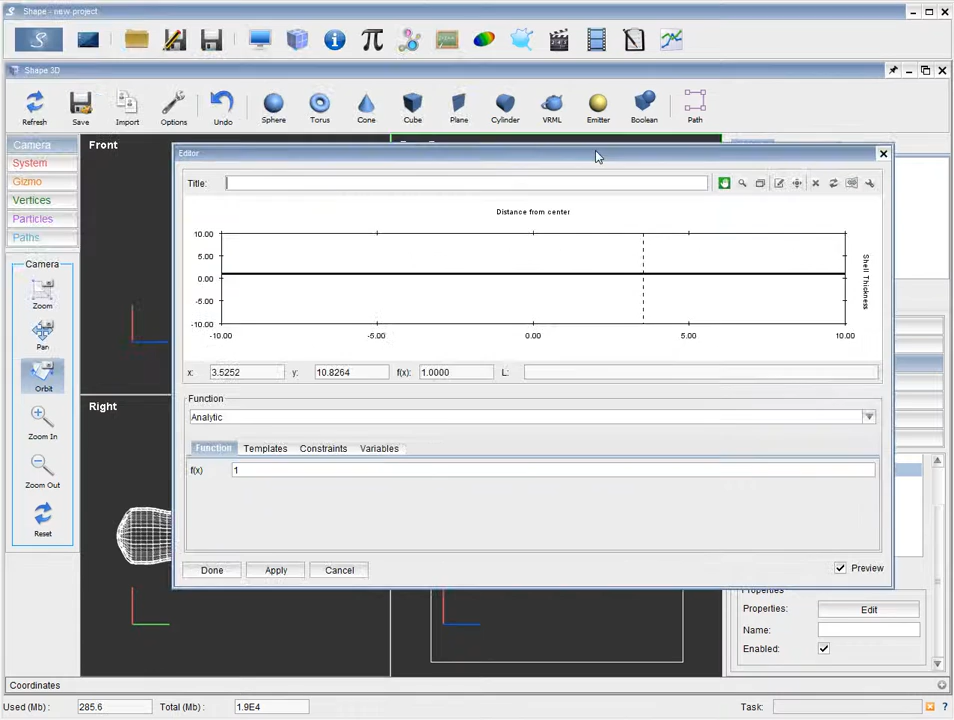 Shape - new project
Shape 3D
Refresh
Save
Import
Options
Undo
Sphere
Torus
Cone
Cube
Plane
Cylinder
VRML
Emitter
Boolean
Path
Camera
System
Gizmo
Vertices
Particles
Paths
Camera
Zoom
Pan
Orbit
Zoom In
Zoom Out
Reset
Front
Right
Editor
Title:
Distance from center
10.00
5.00
0.00
-5.00
-10.00
-10.00 -5.00 0.00 5.00 10.00
Shell Thickness
x: 3.5252 y: 10.8264 f(x): 1.0000 L:
Function
Analytic
Function Templates Constraints Variables
f(x) 1
Done Apply Cancel
Preview
Properties
Properties: Edit
Name:
Enabled:
Coordinates
Used (Mb) : 285.6 Total (Mb) : 1.9E4 Task: ?